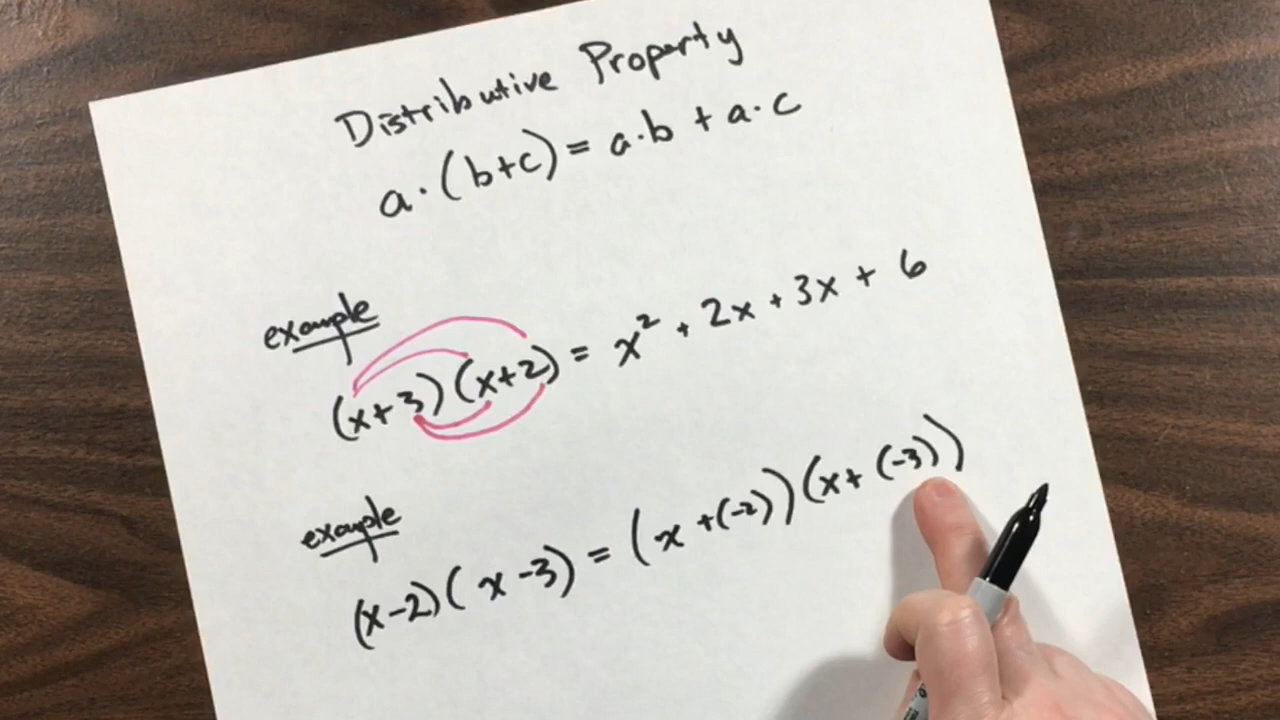 Distributive Property
a·(b+c) = a·b + a·c
example
(x+3)(x+2) = x² + 2x + 3x + 6
example
(x-2)(x-3) = (x +(-2))(x+ (-3))